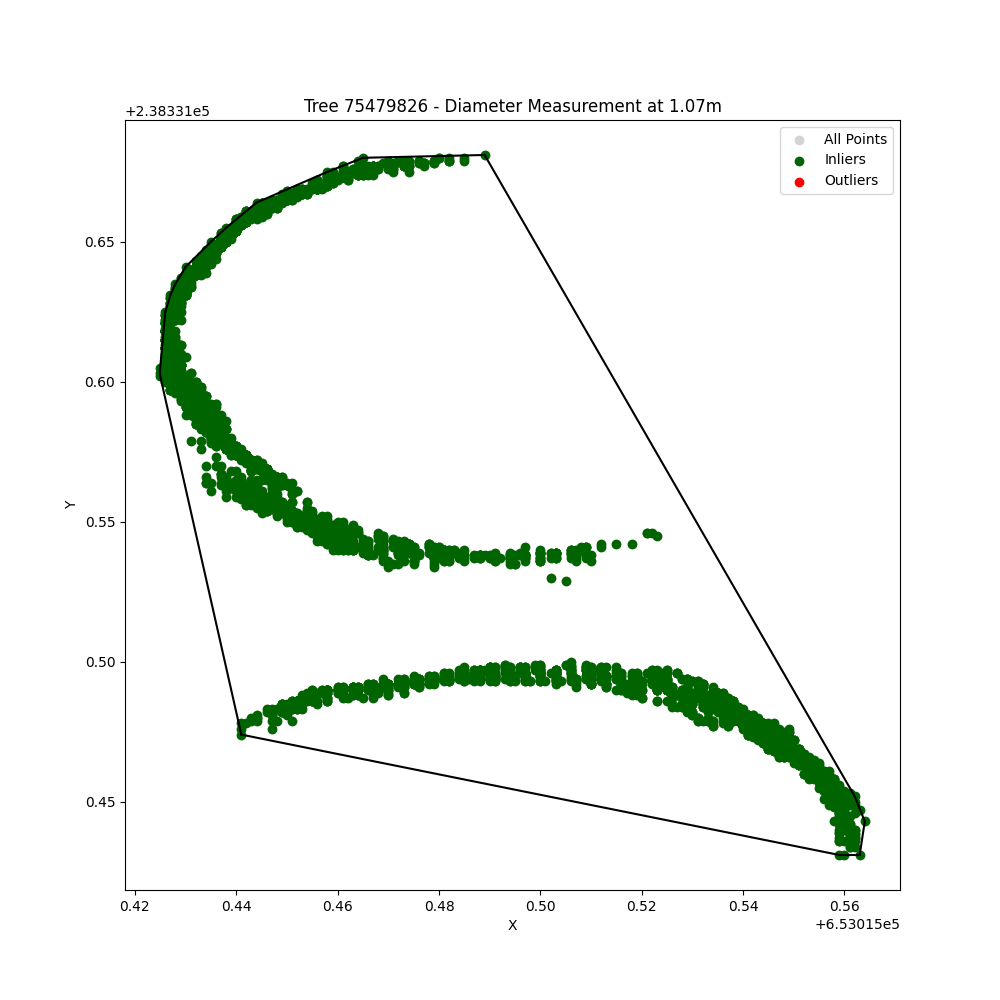 Tree 75479826 - Diameter Measurement at 1.07m
+2.38331e5
All Points
Inliers
Outliers
0.65
0.60
0.55
0.50
0.45
Y
0.42 0.44 0.46 0.48 0.50 0.52 0.54 0.56
X
+6.53015e5